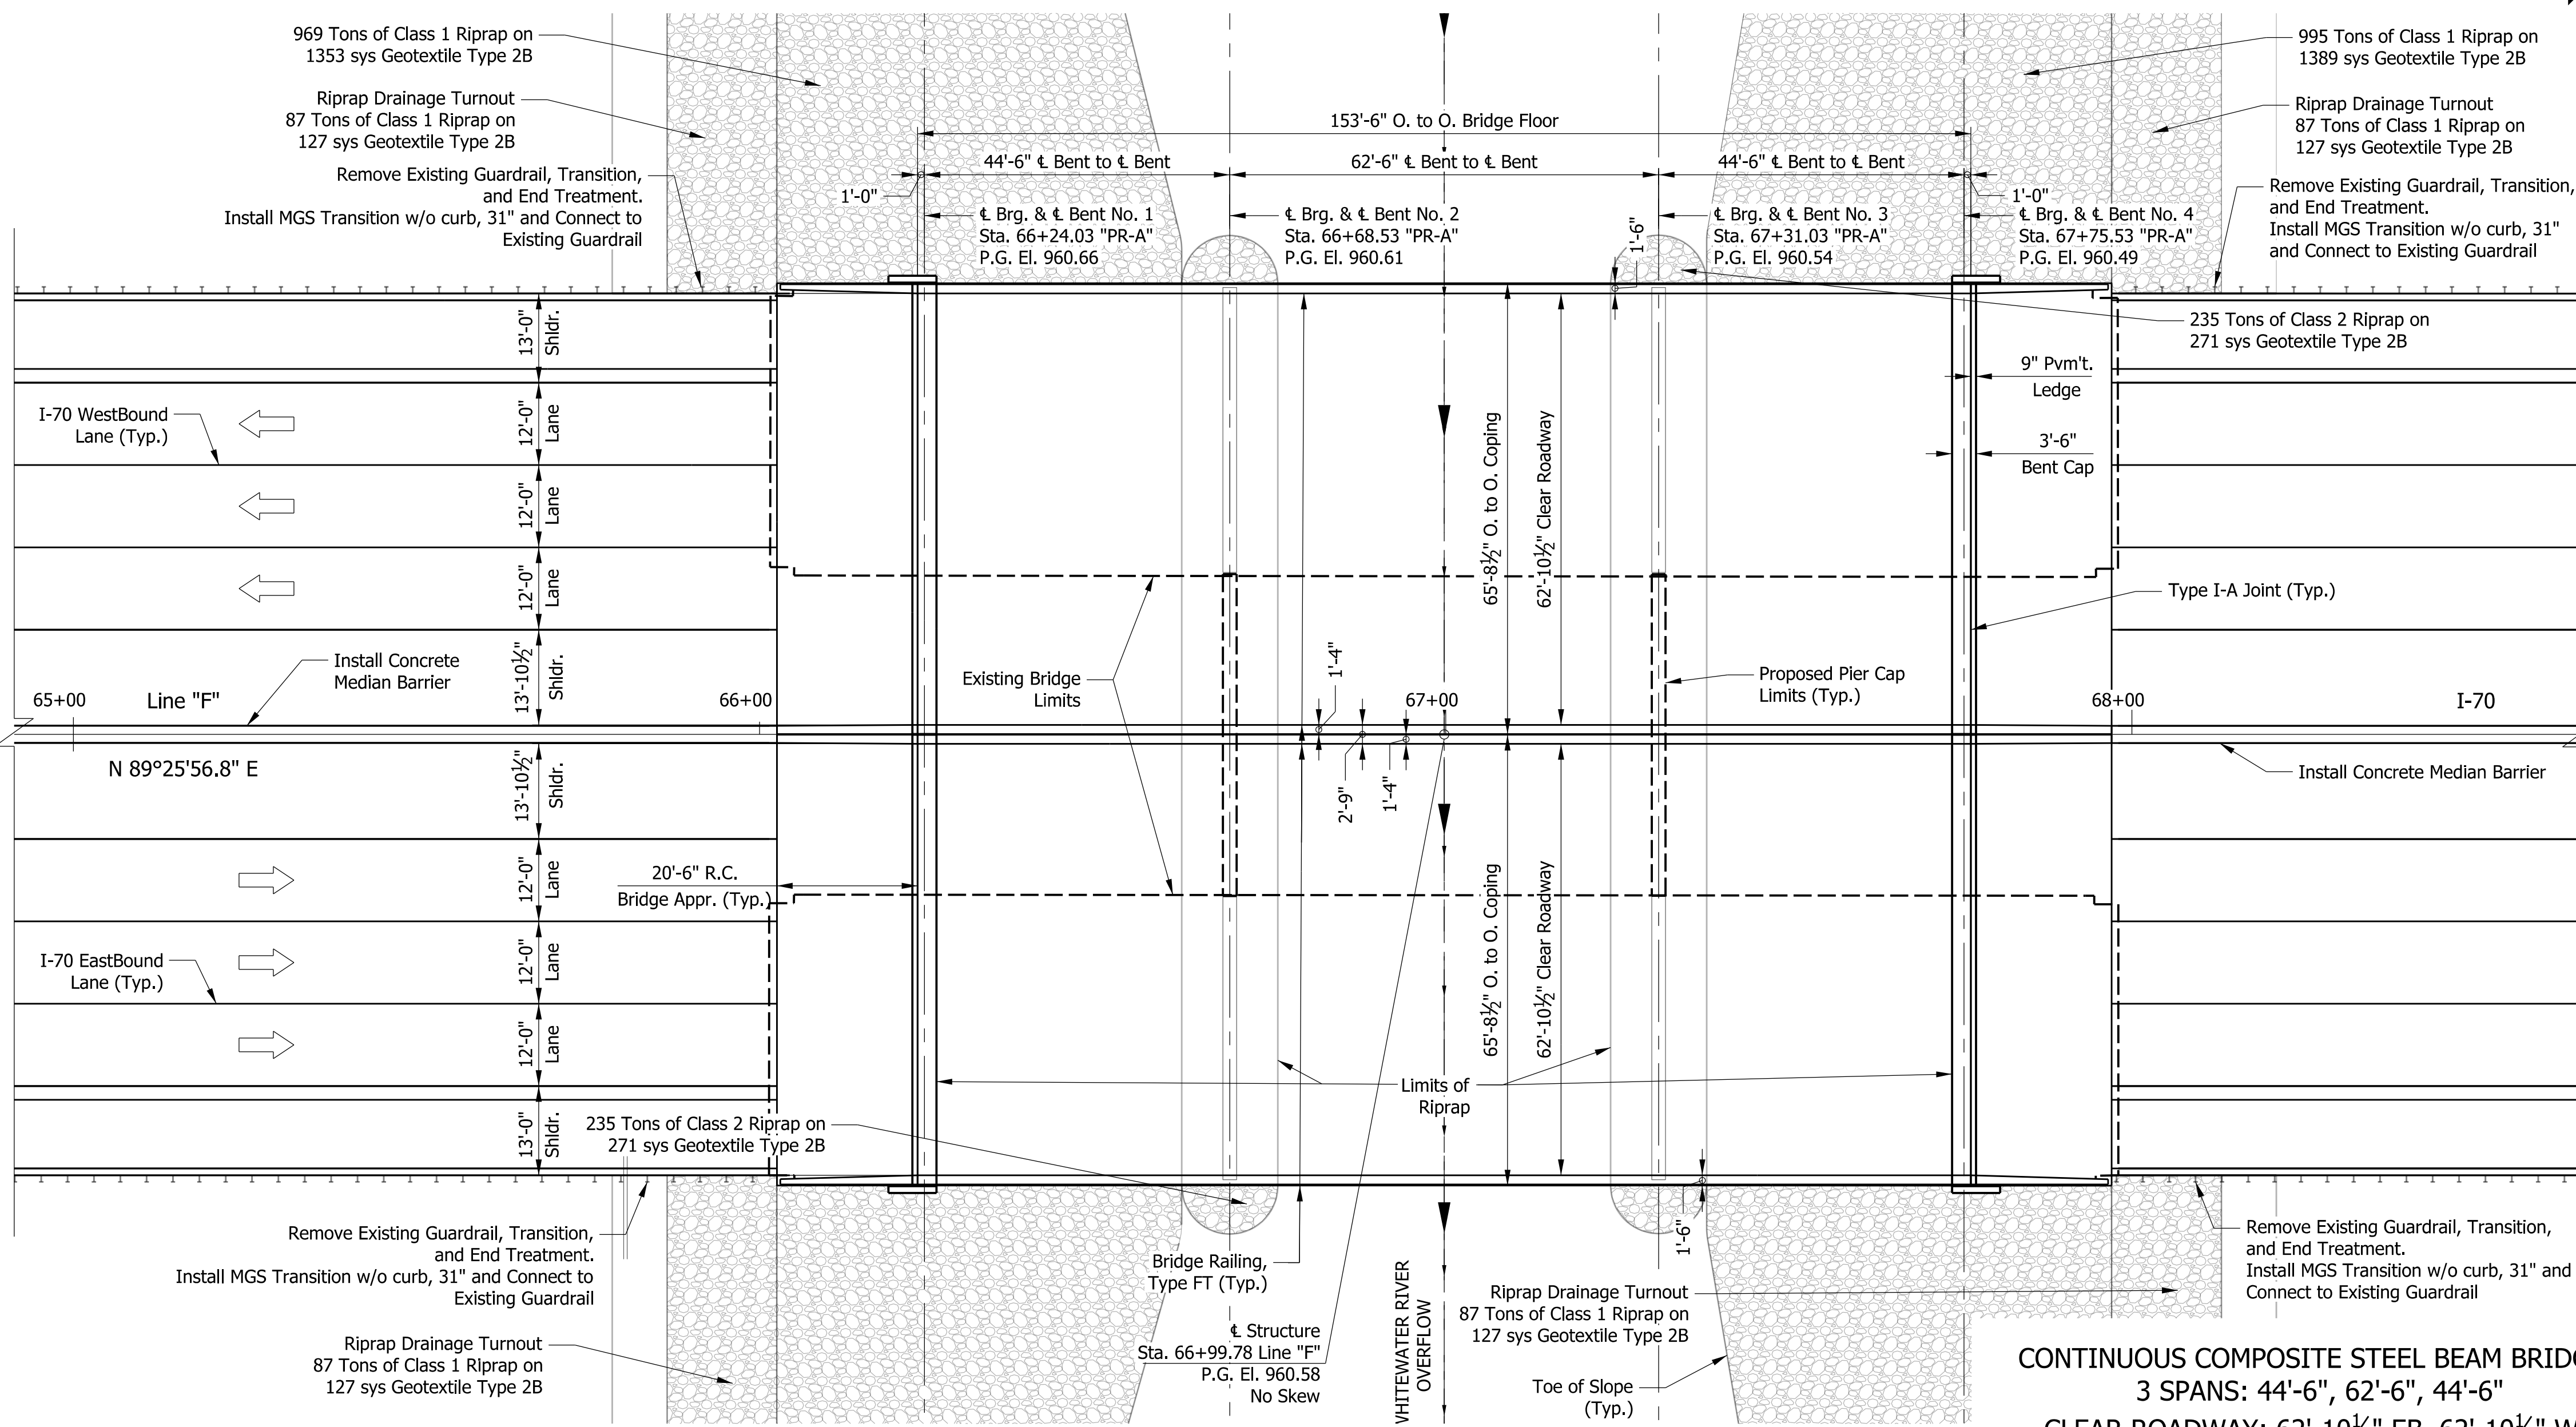 969 Tons of Class 1 Riprap on
1353 sys Geotextile Type 2B
Riprap Drainage Turnout
87 Tons of Class 1 Riprap on
127 sys Geotextile Type 2B
Remove Existing Guardrail, Transition,
and End Treatment.
Install MGS Transition w/o curb, 31" and Connect to
Existing Guardrail
153'-6" O. to O. Bridge Floor
44'-6" ℄ Bent to ℄ Bent
62'-6" ℄ Bent to ℄ Bent
44'-6" ℄ Bent to ℄ Bent
1'-0"
1'-0"
℄ Brg. & ℄ Bent No. 1
Sta. 66+24.03 "PR-A"
P.G. El. 960.66
℄ Brg. & ℄ Bent No. 2
Sta. 66+68.53 "PR-A"
P.G. El. 960.61
1'-6"
℄ Brg. & ℄ Bent No. 3
Sta. 67+31.03 "PR-A"
P.G. El. 960.54
℄ Brg. & ℄ Bent No. 4
Sta. 67+75.53 "PR-A"
P.G. El. 960.49
995 Tons of Class 1 Riprap on
1389 sys Geotextile Type 2B
Riprap Drainage Turnout
87 Tons of Class 1 Riprap on
127 sys Geotextile Type 2B
Remove Existing Guardrail, Transition,
and End Treatment.
Install MGS Transition w/o curb, 31"
and Connect to Existing Guardrail
235 Tons of Class 2 Riprap on
271 sys Geotextile Type 2B
9" Pvm't.
Ledge
3'-6"
Bent Cap
Type I-A Joint (Typ.)
13'-0"
Shldr.
12'-0"
Lane
12'-0"
Lane
12'-0"
Lane
13'-10½"
Shldr.
I-70 WestBound
Lane (Typ.)
Install Concrete
Median Barrier
65+00
Line "F"
66+00
N 89°25'56.8" E
Existing Bridge
Limits
1'-4"
2'-9"
1'-4"
67+00
65'-8½" O. to O. Coping
62'-10½" Clear Roadway
Proposed Pier Cap
Limits (Typ.)
68+00
I-70
Install Concrete Median Barrier
13'-10½"
Shldr.
12'-0"
Lane
12'-0"
Lane
12'-0"
Lane
13'-0"
Shldr.
20'-6" R.C.
Bridge Appr. (Typ.)
I-70 EastBound
Lane (Typ.)
65'-8½" O. to O. Coping
62'-10½" Clear Roadway
Limits of
Riprap
235 Tons of Class 2 Riprap on
271 sys Geotextile Type 2B
Remove Existing Guardrail, Transition,
and End Treatment.
Install MGS Transition w/o curb, 31" and Connect to
Existing Guardrail
Riprap Drainage Turnout
87 Tons of Class 1 Riprap on
127 sys Geotextile Type 2B
Bridge Railing,
Type FT (Typ.)
℄ Structure
Sta. 66+99.78 Line "F"
P.G. El. 960.58
No Skew
WHITEWATER RIVER
OVERFLOW
1'-6"
Riprap Drainage Turnout
87 Tons of Class 1 Riprap on
127 sys Geotextile Type 2B
Toe of Slope
(Typ.)
Remove Existing Guardrail, Transition,
and End Treatment.
Install MGS Transition w/o curb, 31" and
Connect to Existing Guardrail
CONTINUOUS COMPOSITE STEEL BEAM
3 SPANS: 44'-6", 62'-6", 44'-6"
CLEAR ROADWAY: 62'-10½" EB, 62'-10½"